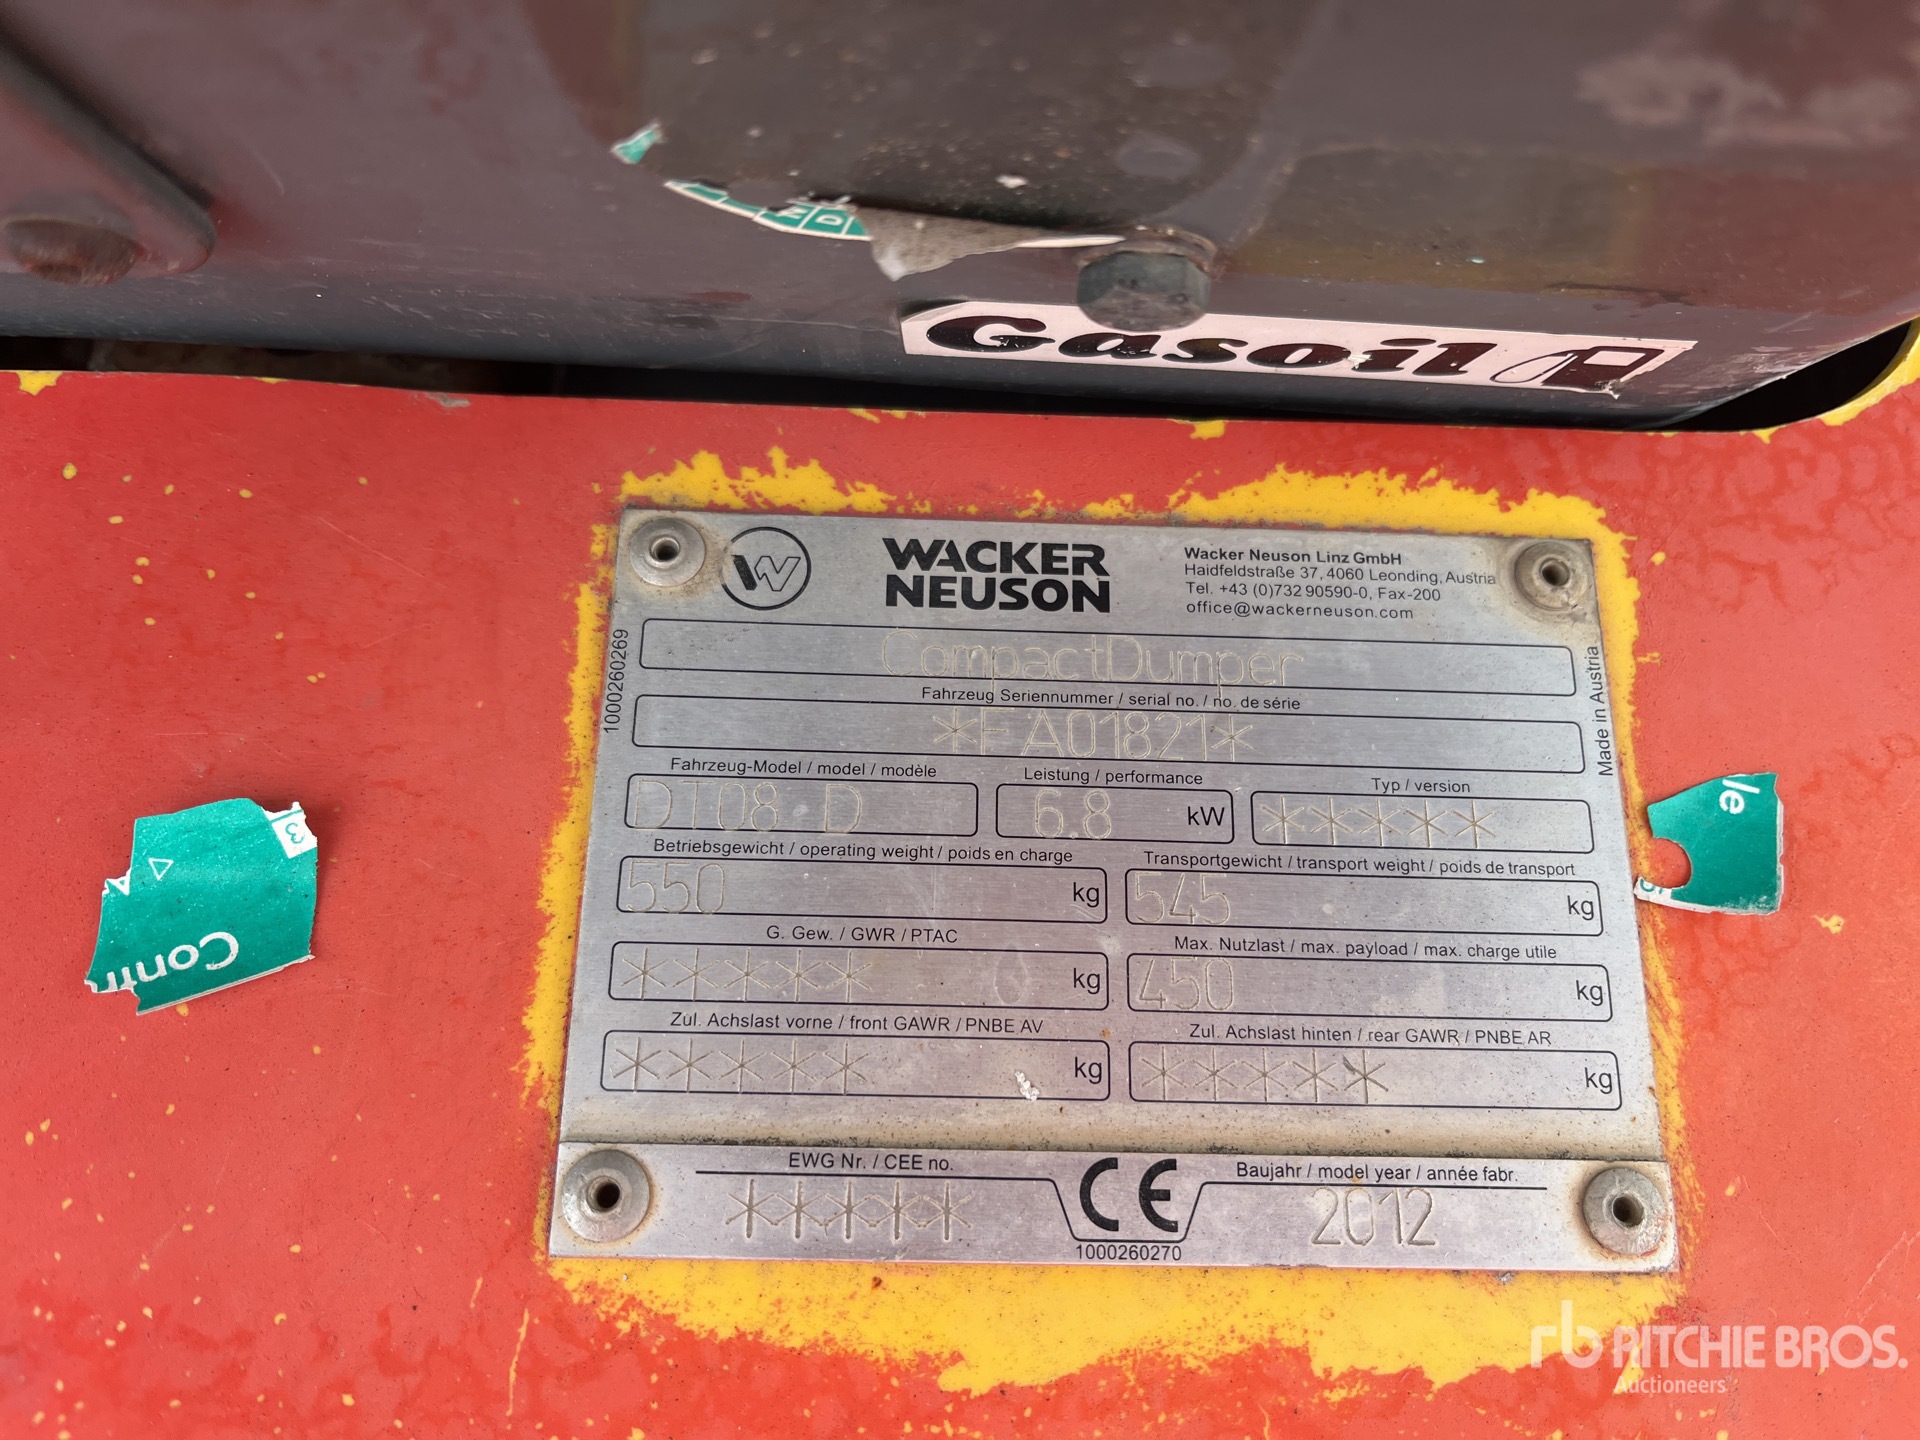 ZO
Gasoil
WACKER
NEUSON
Wacker Neuson Linz GmbH
Haidfeldstraße 37, 4060 Leonding, Austria
Tel. +43 (0)732 90590-0, Fax-200
office@wackerneuson.com
1000260269
CompactDumper
Made in Austria
Fahrzeug Seriennummer / serial no. / no. de série
*FA01821*
Fahrzeug-Model / model / modèle
Leistung / performance
Typ / version
DT08 D
6.8 kW
*****
Betriebsgewicht / operating weight / poids en charge
Transportgewicht / transport weight / poids de transport
550 kg
545 kg
G. Gew. / GWR / PTAC
Max. Nutzlast / max. payload / max. charge utile
***** kg
450 kg
Zul. Achslast vorne / front GAWR / PNBE AV
Zul. Achslast hinten / rear GAWR / PNBE AR
***** kg
***** kg
EWG Nr. / CEE no.
CE
Baujahr / model year / année fabr.
*****
2012
1000260270
3
Contr
le
rb RITCHIE BROS.
Auctioneers